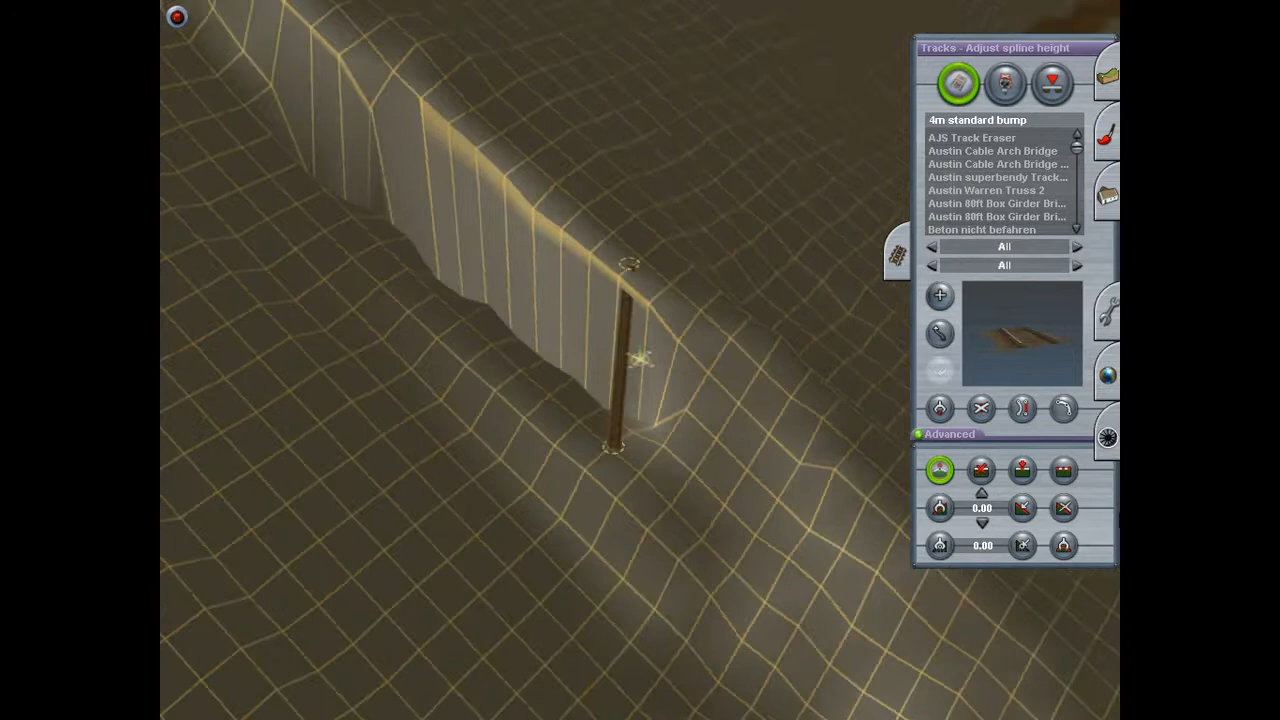 Tracks - Adjust spline height
4m standard bump
AJS Track Eraser
Austin Cable Arch Bridge
Austin Cable Arch Bridge ...
Austin superbendy Track...
Austin Warren Truss 2
Austin 80ft Box Girder Bri...
Austin 80ft Box Girder Bri...
Beton nicht befahren
All
All
Advanced
0.00
0.00